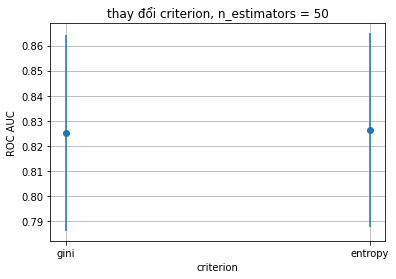 thay đổi criterion, n_estimators = 50
ROC AUC
0.86
0.85
0.84
0.83
0.82
0.81
0.80
0.79
gini
entropy
criterion